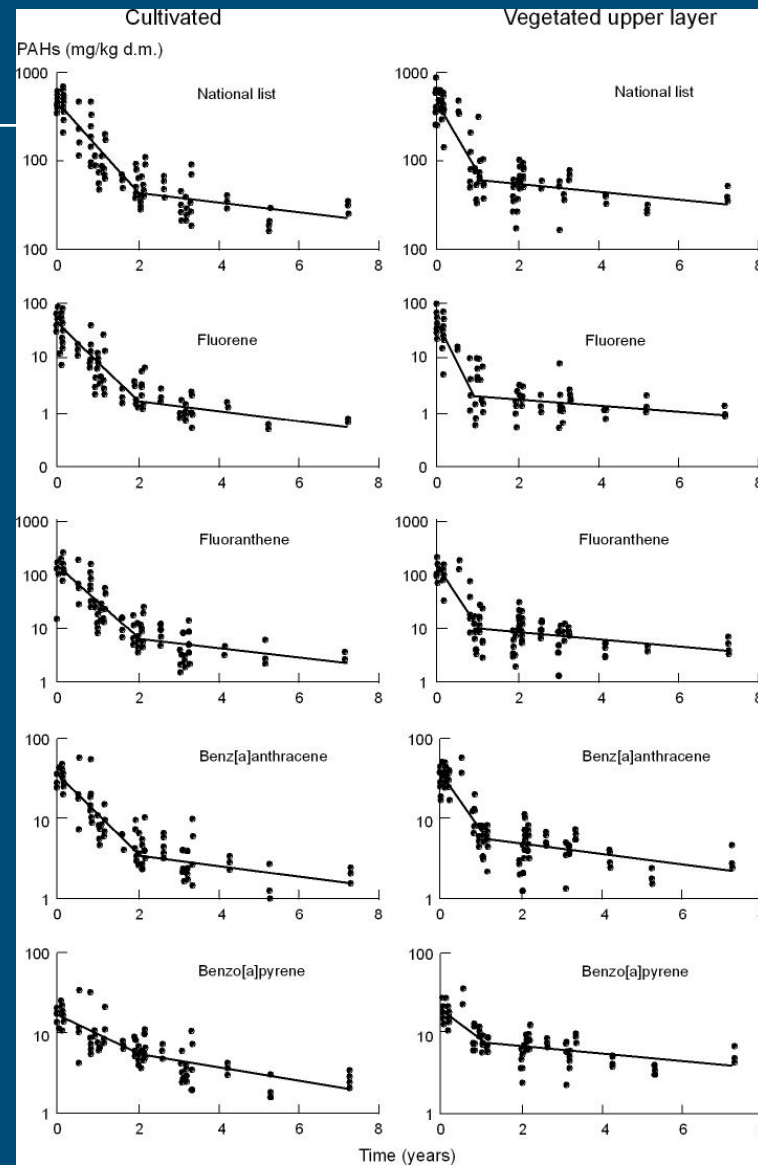 Cultivated Vegetated upper layer
PAHs (mg/kg d.m.)
1000 1000
National list National list
100 100
100 100
0 2 4 6 8 0 2 4 6 8
100 100
Fluorene Fluorene
10 10
1 1
0 0
0 2 4 6 8 0 2 4 6 8
1000 1000
Fluoranthene Fluoranthene
100 100
10 10
1 1
0 2 4 6 8 0 2 4 6 8
100 100
Benz[a]anthracene Benz[a]anthracene
10 10
1 1
0 2 4 6 8 0 2 4 6 8
100 100
Benzo[a]pyrene Benzo[a]pyrene
10 10
1 1
0 2 4 6 8 0 2 4 6 8
Time (years)